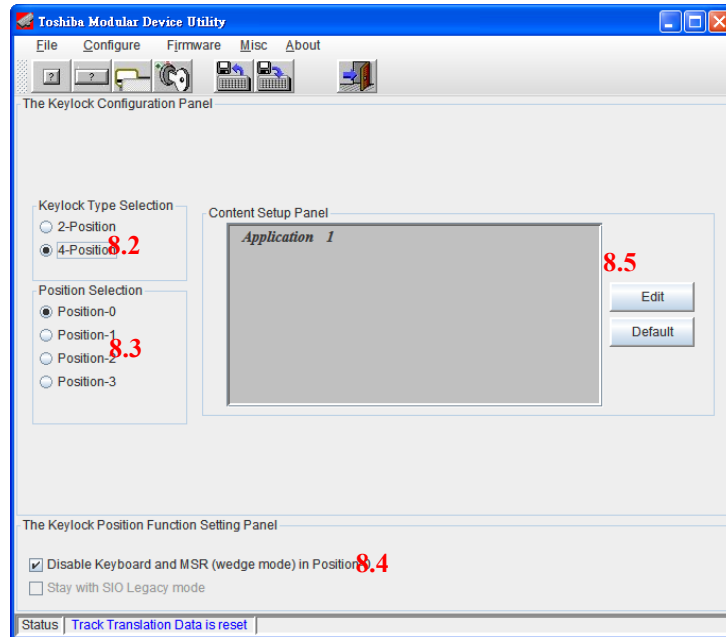 Toshiba Modular Device Utility
File Configure Firmware Misc About
? ?
The Keylock Configuration Panel
Keylock Type Selection
2-Position
4-Position 8.2
Position Selection
Position-0
Position-1
Position-2 8.3
Position-3
Content Setup Panel
Application 1
8.5
Edit
Default
The Keylock Position Function Setting Panel
Disable Keyboard and MSR (wedge mode) in 8.4
Stay with SIO Legacy mode
Status Track Translation Data is reset